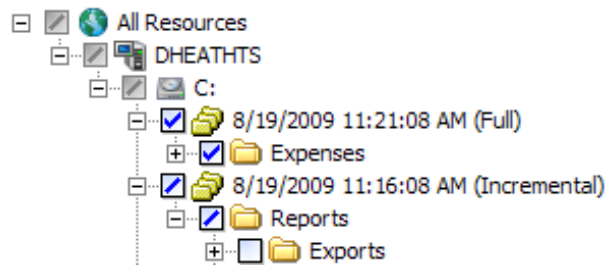 All Resources
DHEATHTS
C:
8/19/2009 11:21:08 AM (Full)
Expenses
8/19/2009 11:16:08 AM (Incremental)
Reports
Exports